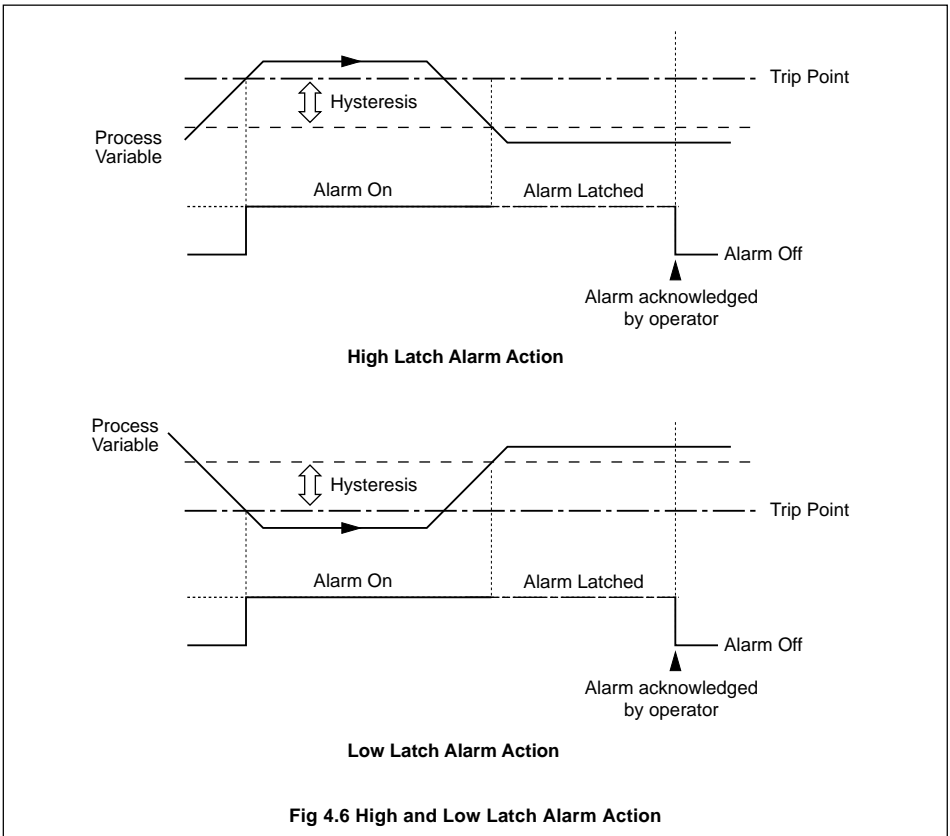 Trip Point
Hysteresis
Process
Variable
Alarm On
Alarm Latched
Alarm Off
Alarm acknowledged
by operator
High Latch Alarm Action
Process
Variable
Hysteresis
Trip Point
Alarm On
Alarm Latched
Alarm Off
Alarm acknowledged
by operator
Low Latch Alarm Action
Fig 4.6 High and Low Latch Alarm Action